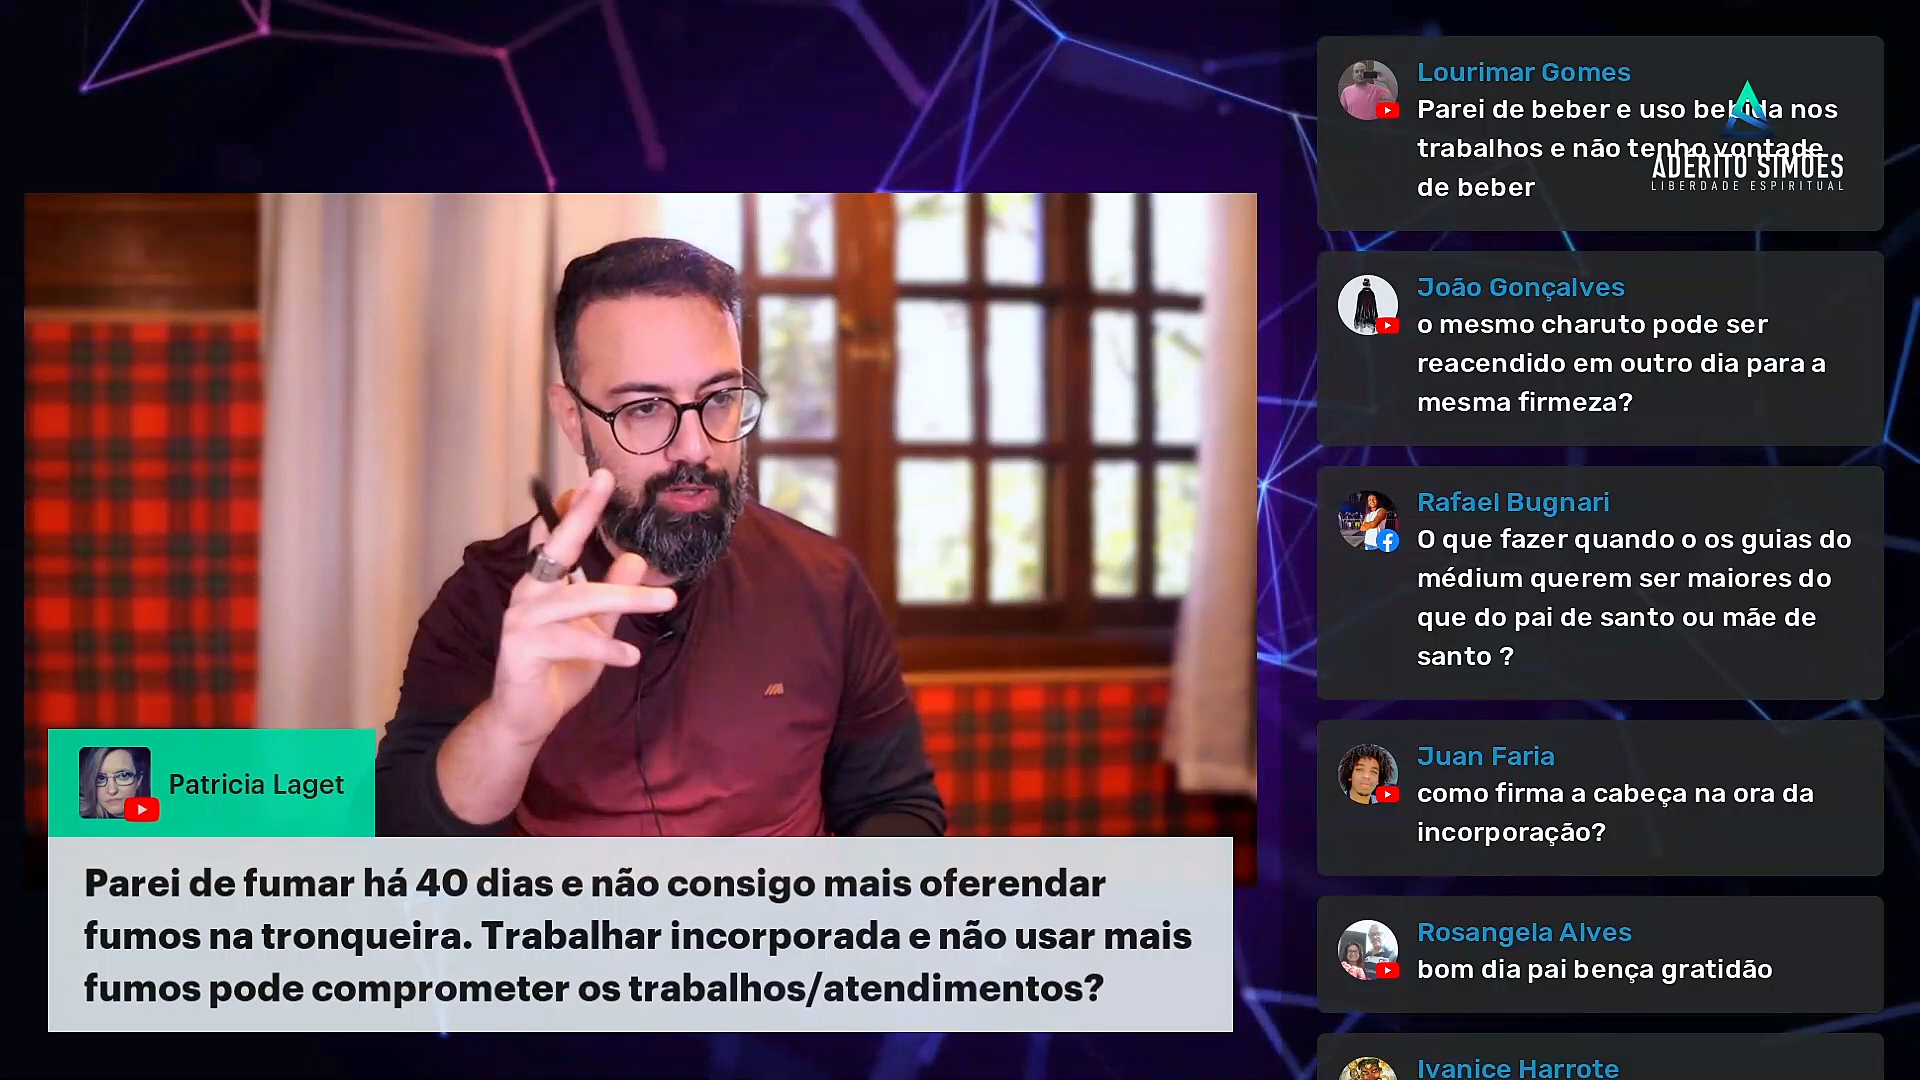 Lourimar Gomes
Parei de beber e uso bebida nos
trabalhos e não tenho vontade
de beber
ADERITO SIMÕES
LIBERDADE ESPIRITUAL
João Gonçalves
o mesmo charuto pode ser
reacendido em outro dia para a
mesma firmeza?
Rafael Bugnari
O que fazer quando o os guias do
médium querem ser maiores do
que do pai de santo ou mãe de
santo ?
Juan Faria
como firma a cabeça na ora da
incorporação?
Rosangela Alves
bom dia pai bença gratidão
Ivanice Harrote
Patricia Laget
Parei de fumar há 40 dias e não consigo mais oferendar
fumos na tronqueira. Trabalhar incorporada e não usar mais
fumos pode comprometer os trabalhos/atendimentos?